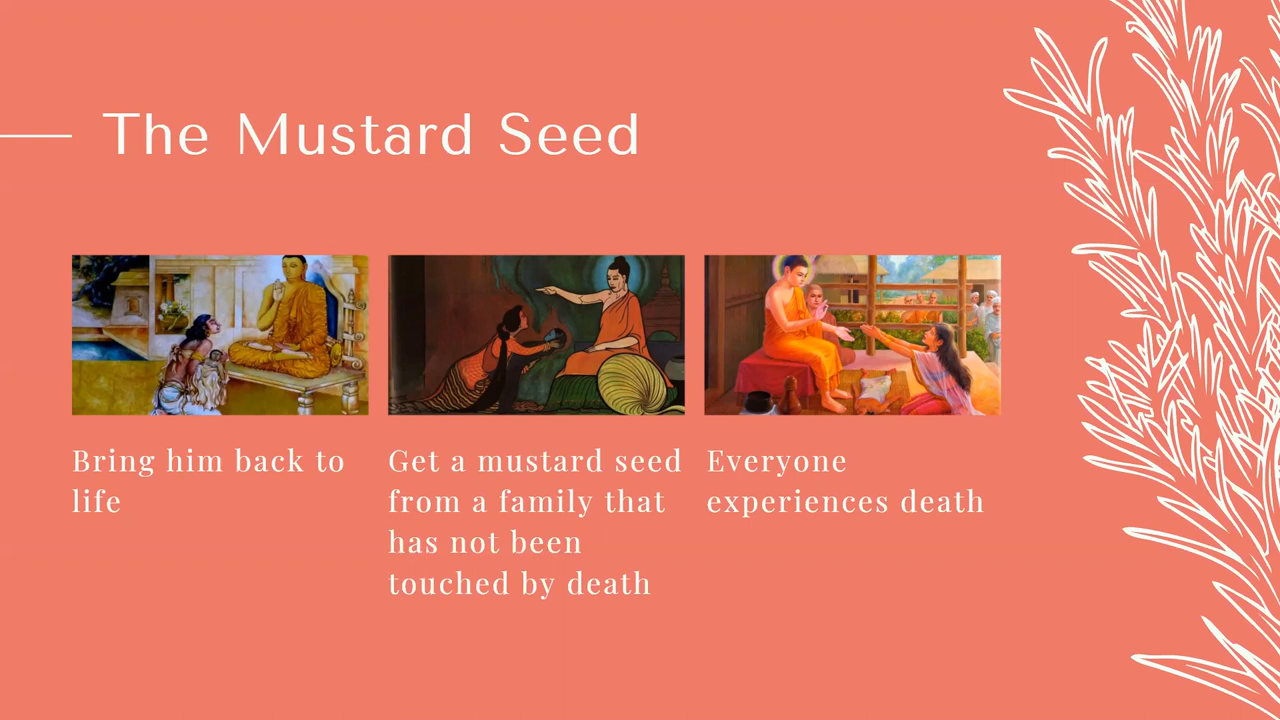 The Mustard Seed
Bring him back to
life
Get a mustard seed
from a family that
has not been
touched by death
Everyone
experiences death